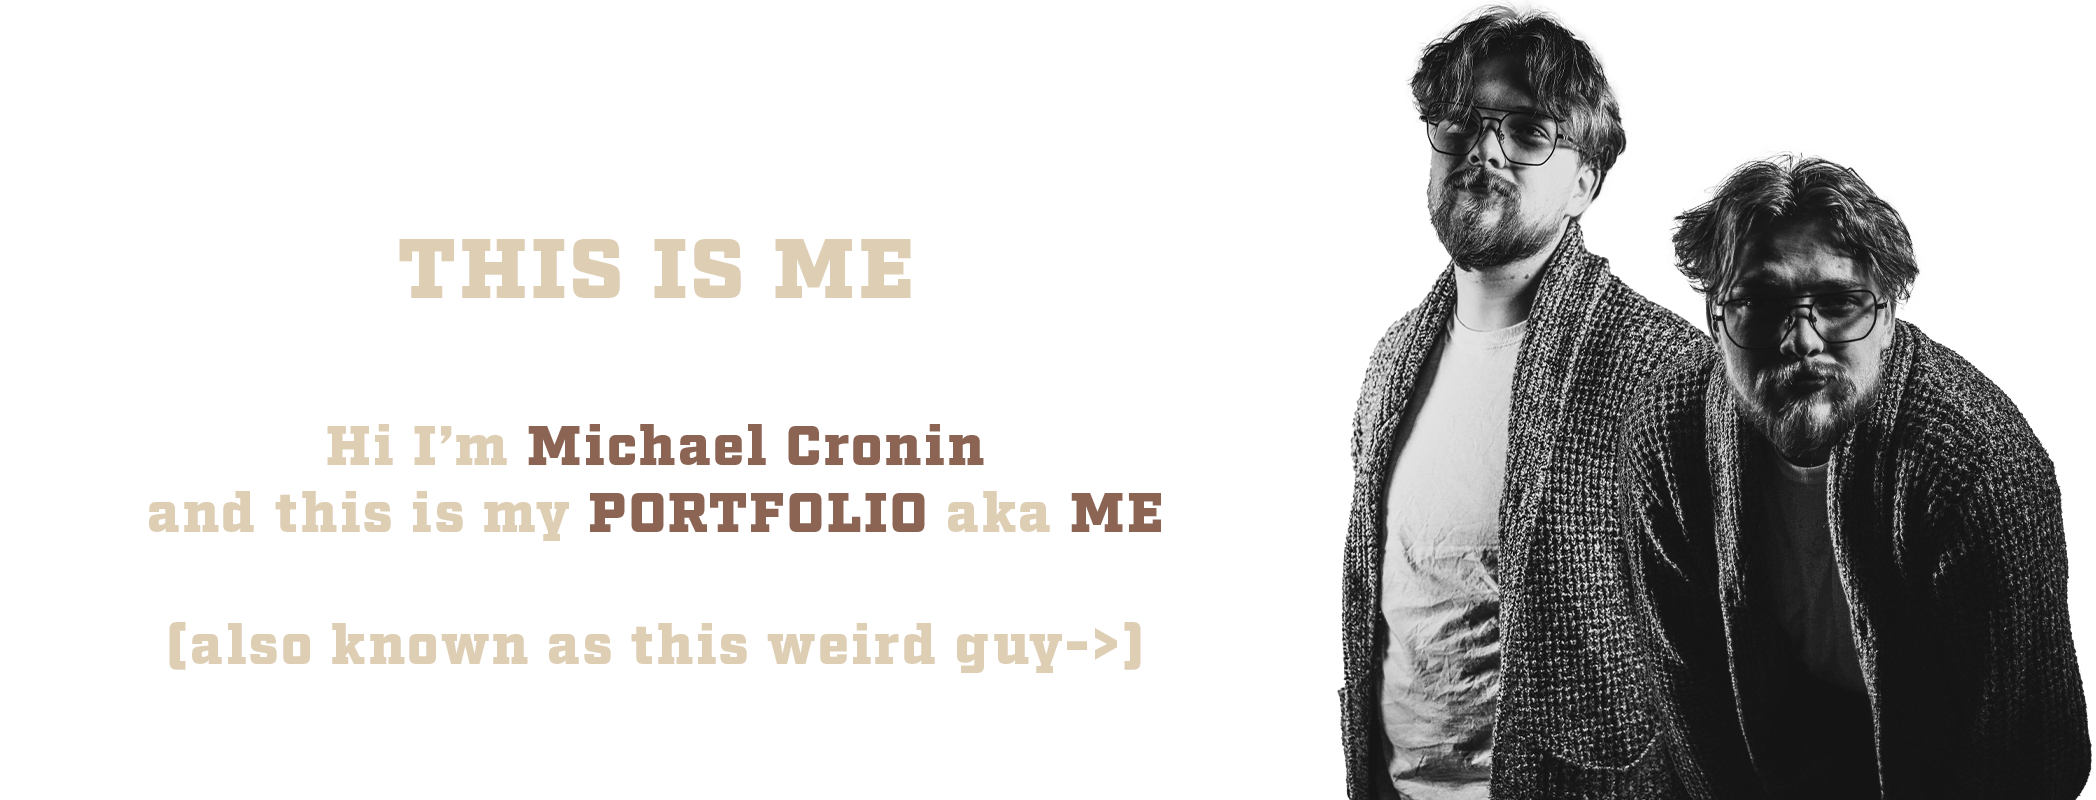 THIS IS ME
Hi I’m Michael Cronin
and this is my PORTFOLIO aka ME
(also known as this weird guy->)